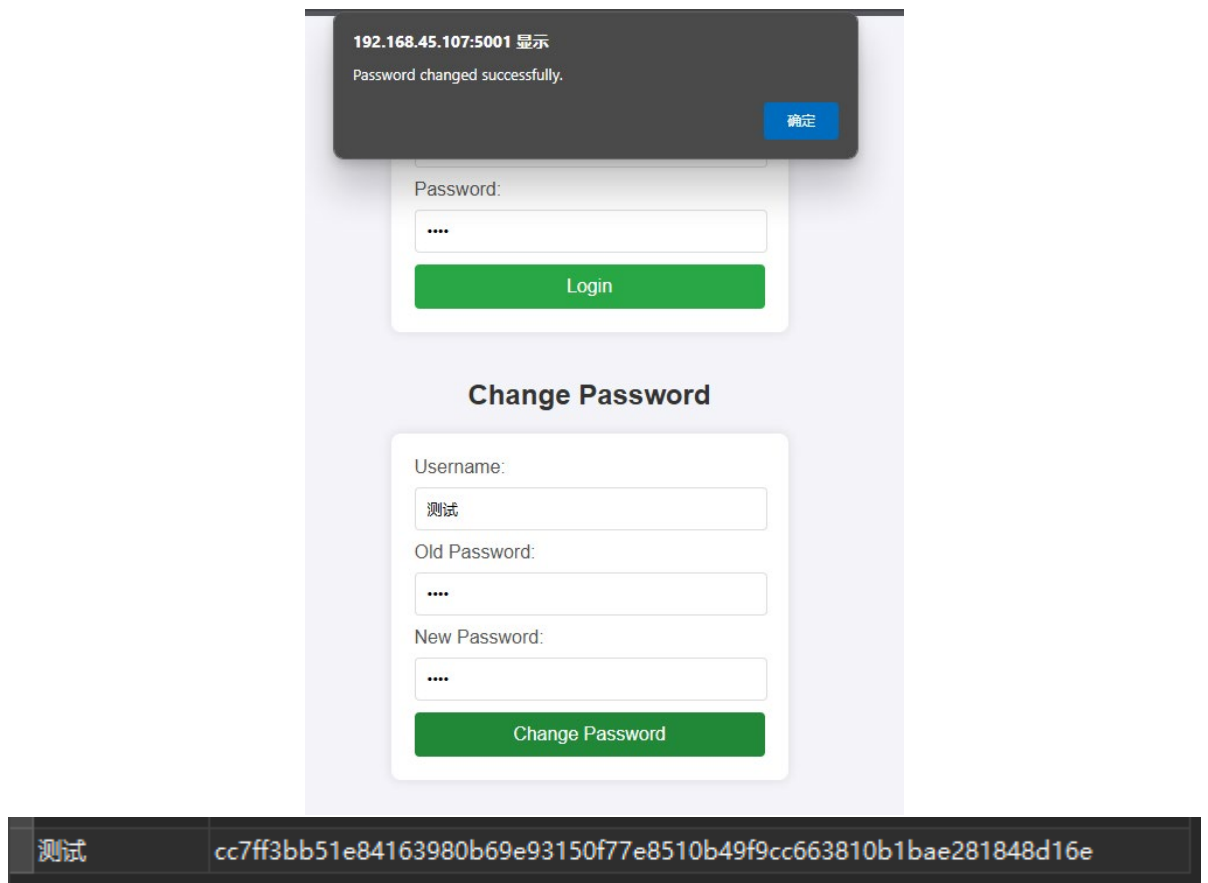 192.168.45.107:5001 显示
Password changed successfully.
确定
Password:
••••
Login
Change Password
Username:
测试
Old Password:
••••
New Password:
••••
Change Password
测试 cc7ff3bb51e84163980b69e93150f77e8510b49f9cc663810b1bae281848d16e